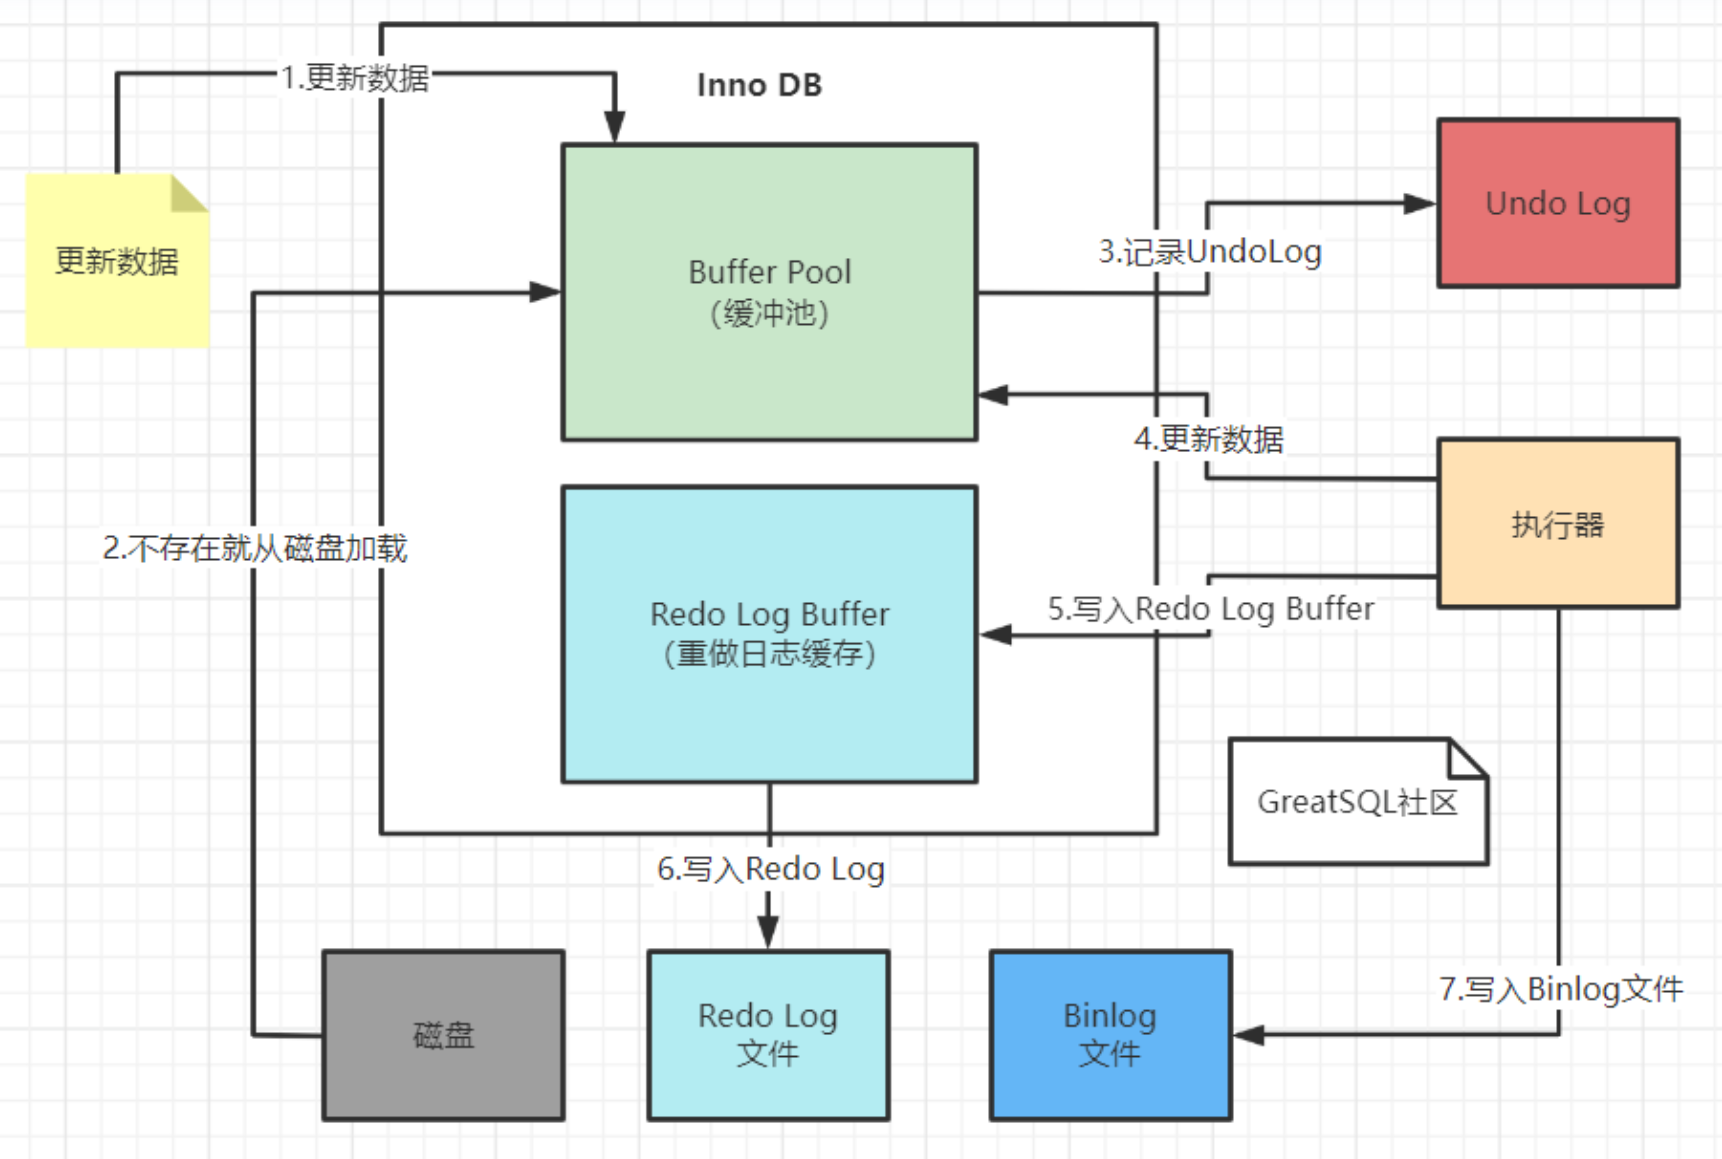 1.更新数据
Inno DB
更新数据
Buffer Pool
（缓冲池）
3.记录UndoLog
Undo Log
4.更新数据
执行器
2.不存在就从磁盘加载
Redo Log Buffer
（重做日志缓存）
5.写入Redo Log Buffer
GreatSQL社区
6.写入Redo Log
磁盘
Redo Log
文件
Binlog
文件
7.写入Binlog文件